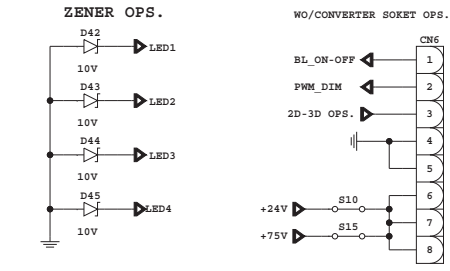 ZENER OPS.
D42
LED1
10V
D43
LED2
10V
D44
LED3
10V
D45
LED4
10V
WO/CONVERTER SOKET OPS.
CN6
BL_ON-OFF
1
PWM_DIM
2
2D-3D OPS.
3
4
5
6
+24V
S10
7
+75V
S15
8